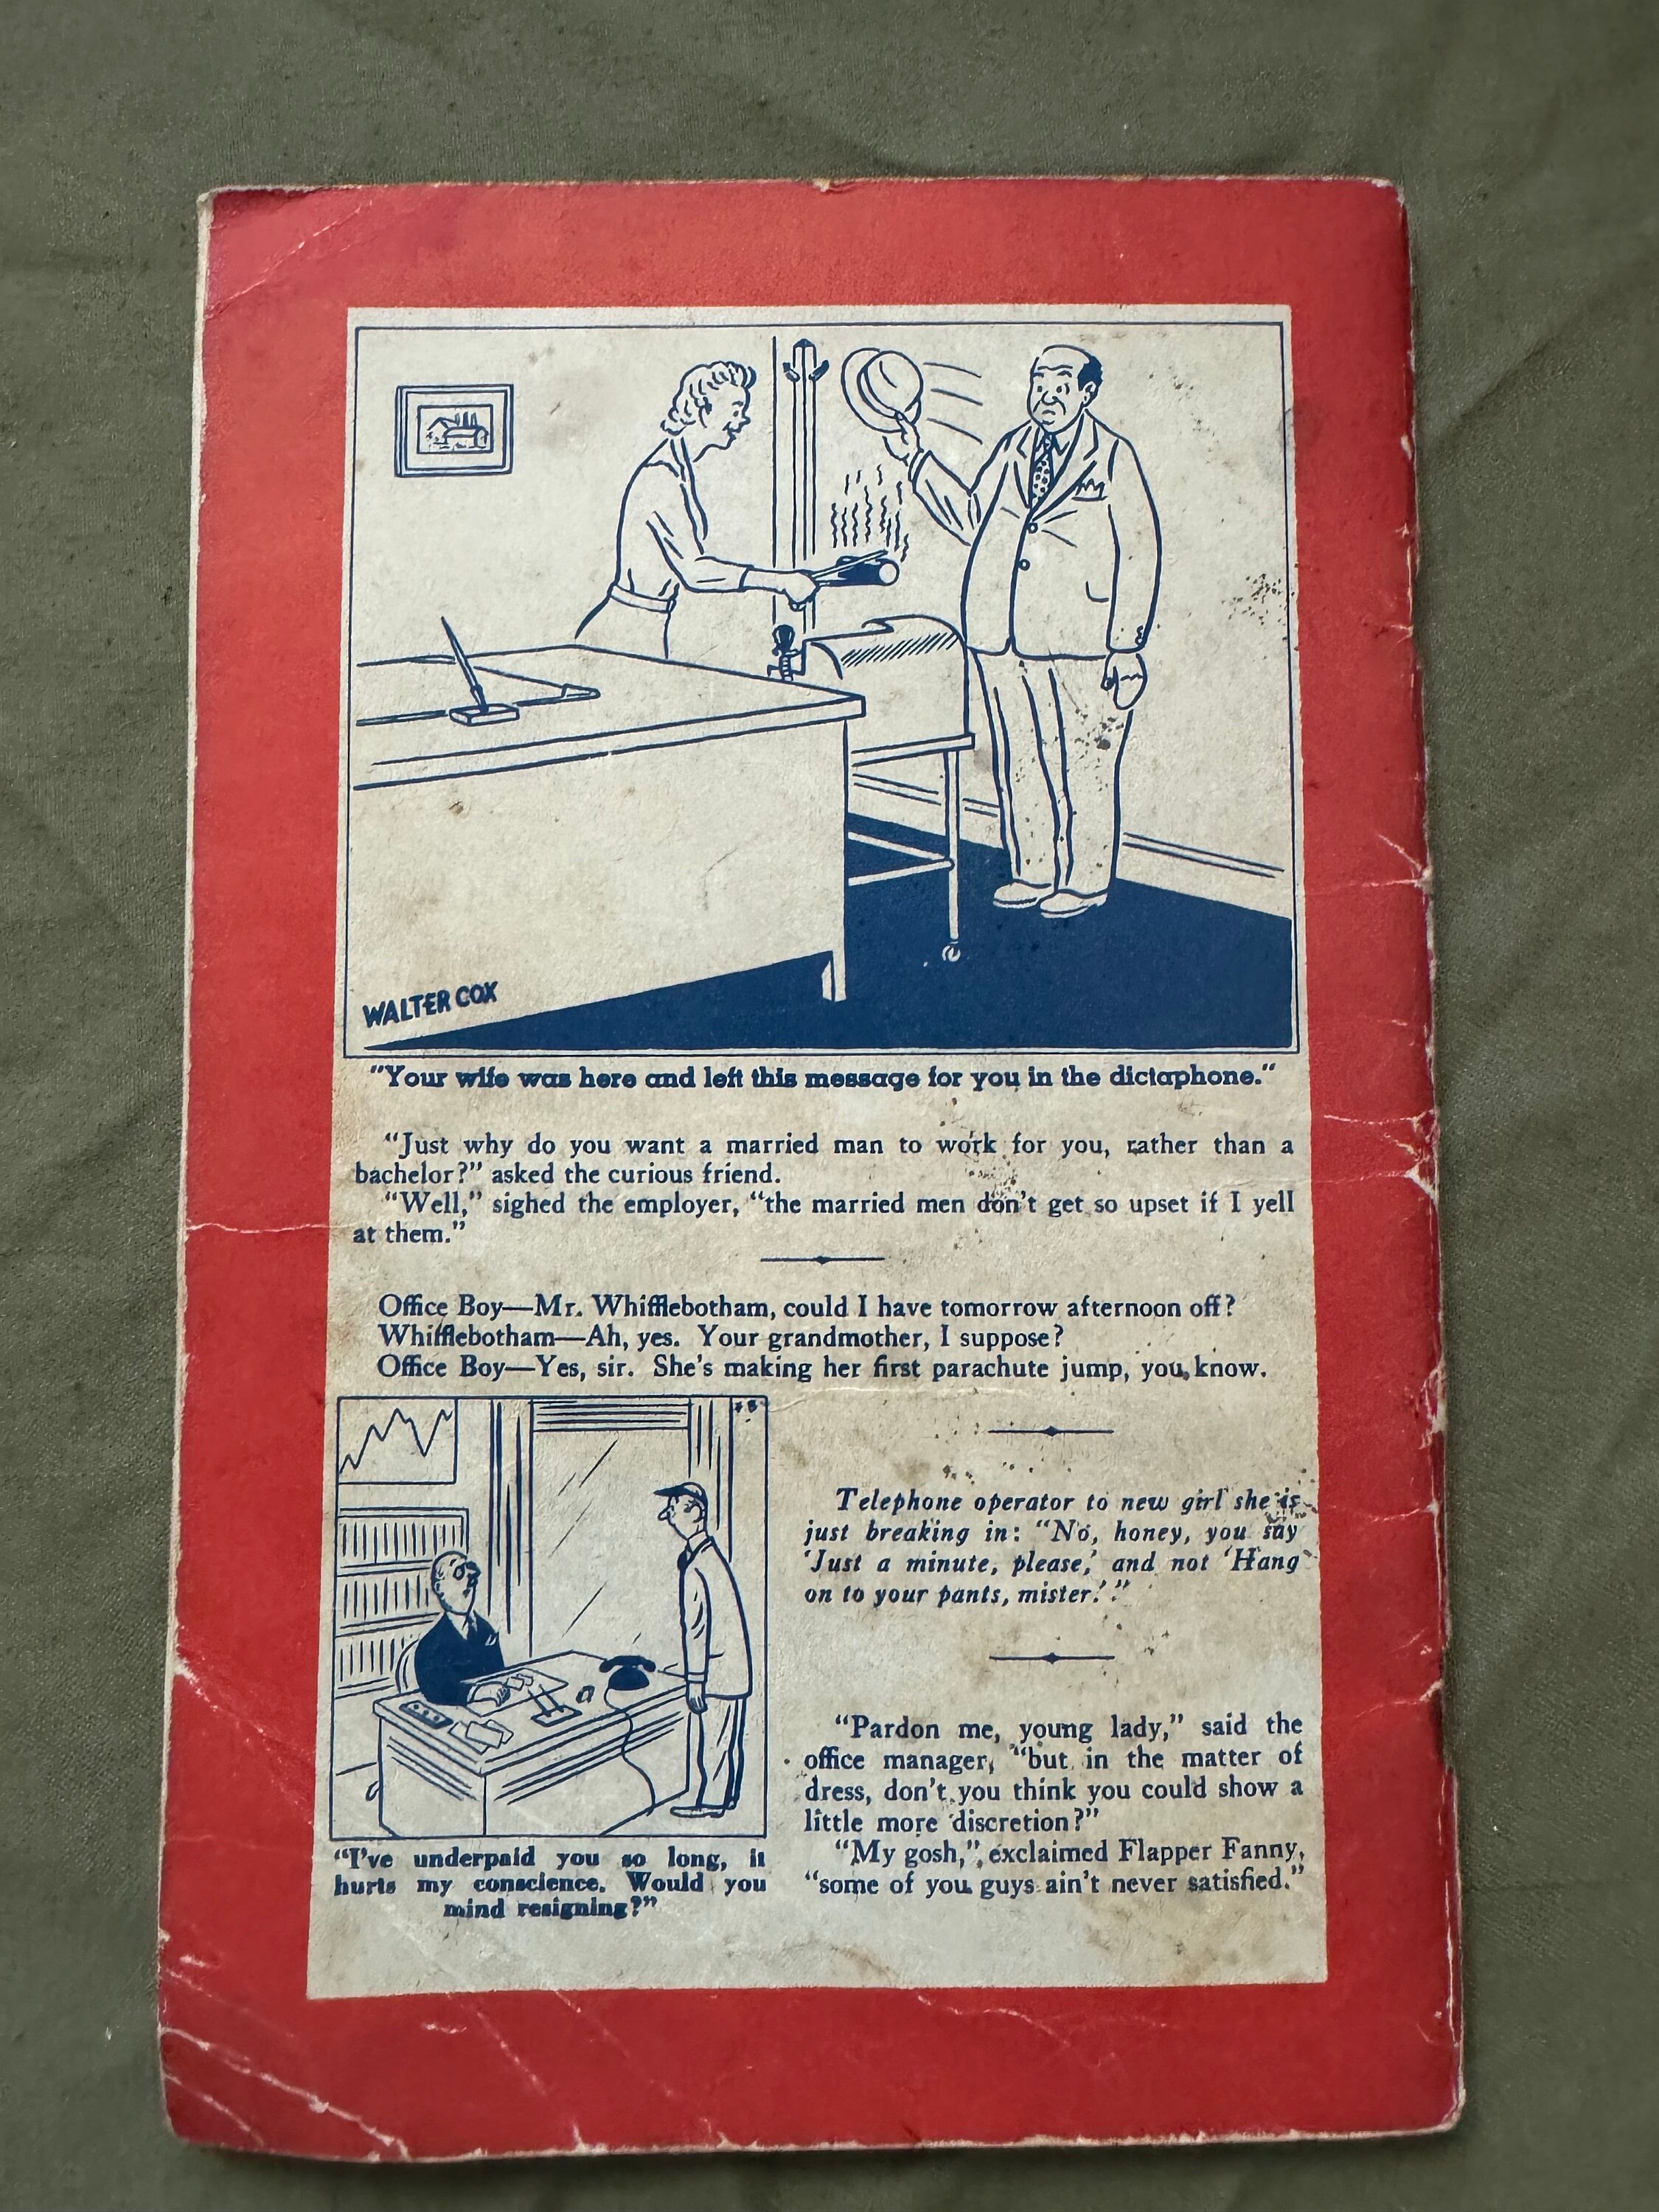 WALTER COX
"Your wife was here and left this message for you in the dictaphone."
"Just why do you want a married man to work for you, rather than a
bachelor?" asked the curious friend.
"Well," sighed the employer, "the married men don't get so upset if I yell
at them."
Office Boy—Mr. Whifflebotham, could I have tomorrow afternoon off?
Whifflebotham—Ah, yes. Your grandmother, I suppose?
Office Boy—Yes, sir. She's making her first parachute jump, you know.
"I've underpaid you so long, it
hurts my conscience. Would you
mind resigning?"
Telephone operator to new girl she is
just breaking in: "No, honey, you say
'Just a minute, please,' and not 'Hang
on to your pants, mister.'"
"Pardon me, young lady," said the
office manager, "but in the matter of
dress, don't you think you could show a
little more discretion?"
"My gosh," exclaimed Flapper Fanny,
"some of you guys ain't never satisfied."